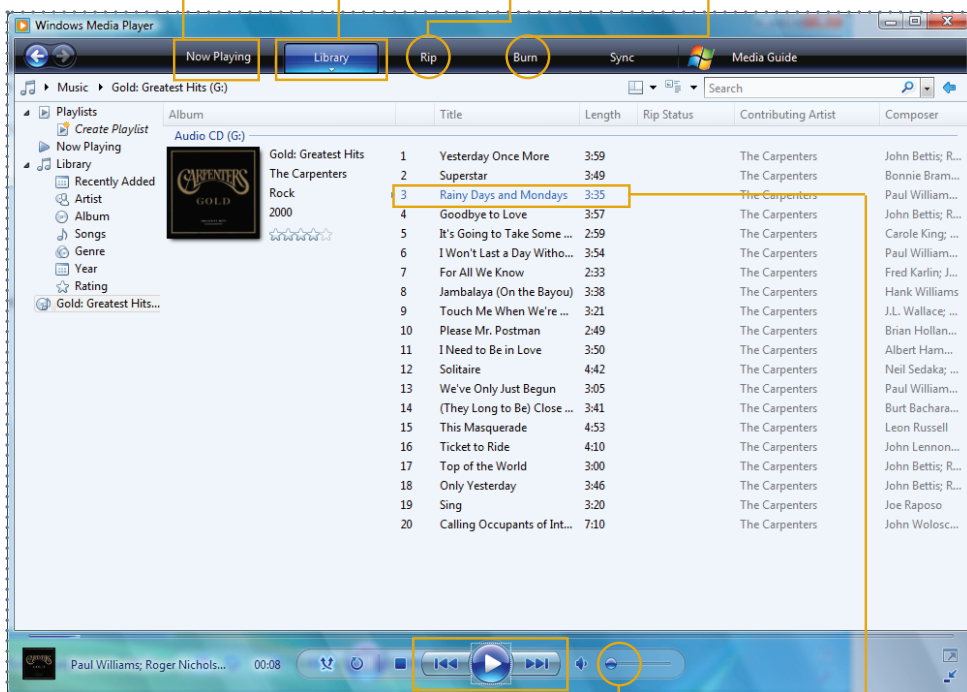 Windows Media Player
Now Playing Library Rip Burn Sync Media Guide
Music Gold: Greatest Hits (G:) Search
Playlists
Create Playlist
Now Playing
Library
Recently Added
Artist
Album
Songs
Genre
Year
Rating
Gold: Greatest Hits...
Album Title Length Rip Status Contributing Artist Composer
Audio CD (G:)
CARPENTERS
GOLD
Gold: Greatest Hits
The Carpenters
Rock
2000
1 Yesterday Once More 3:59 The Carpenters John Bettis; R...
2 Superstar 3:49 The Carpenters Bonnie Bram...
3 Rainy Days and Mondays 3:35 The Carpenters Paul William...
4 Goodbye to Love 3:57 The Carpenters John Bettis; R...
5 It's Going to Take Some ... 2:59 The Carpenters Carole King; ...
6 I Won't Last a Day Witho... 3:54 The Carpenters Paul William...
7 For All We Know 2:33 The Carpenters Fred Karlin; J...
8 Jambalaya (On the Bayou) 3:38 The Carpenters Hank Williams
9 Touch Me When We're ... 3:21 The Carpenters J.L. Wallace; ...
10 Please Mr. Postman 2:49 The Carpenters Brian Hollan...
11 I Need to Be in Love 3:50 The Carpenters Albert Ham...
12 Solitaire 4:42 The Carpenters Neil Sedaka; ...
13 We've Only Just Begun 3:05 The Carpenters Paul William...
14 (They Long to Be) Close ... 3:41 The Carpenters Burt Bachara...
15 This Masquerade 4:53 The Carpenters Leon Russell
16 Ticket to Ride 4:10 The Carpenters John Lennon...
17 Top of the World 3:00 The Carpenters John Bettis; R...
18 Only Yesterday 3:46 The Carpenters John Bettis; R...
19 Sing 3:20 The Carpenters Joe Raposo
20 Calling Occupants of Int... 7:10 The Carpenters John Wolosc...
Paul Williams; Roger Nichols... 00:08